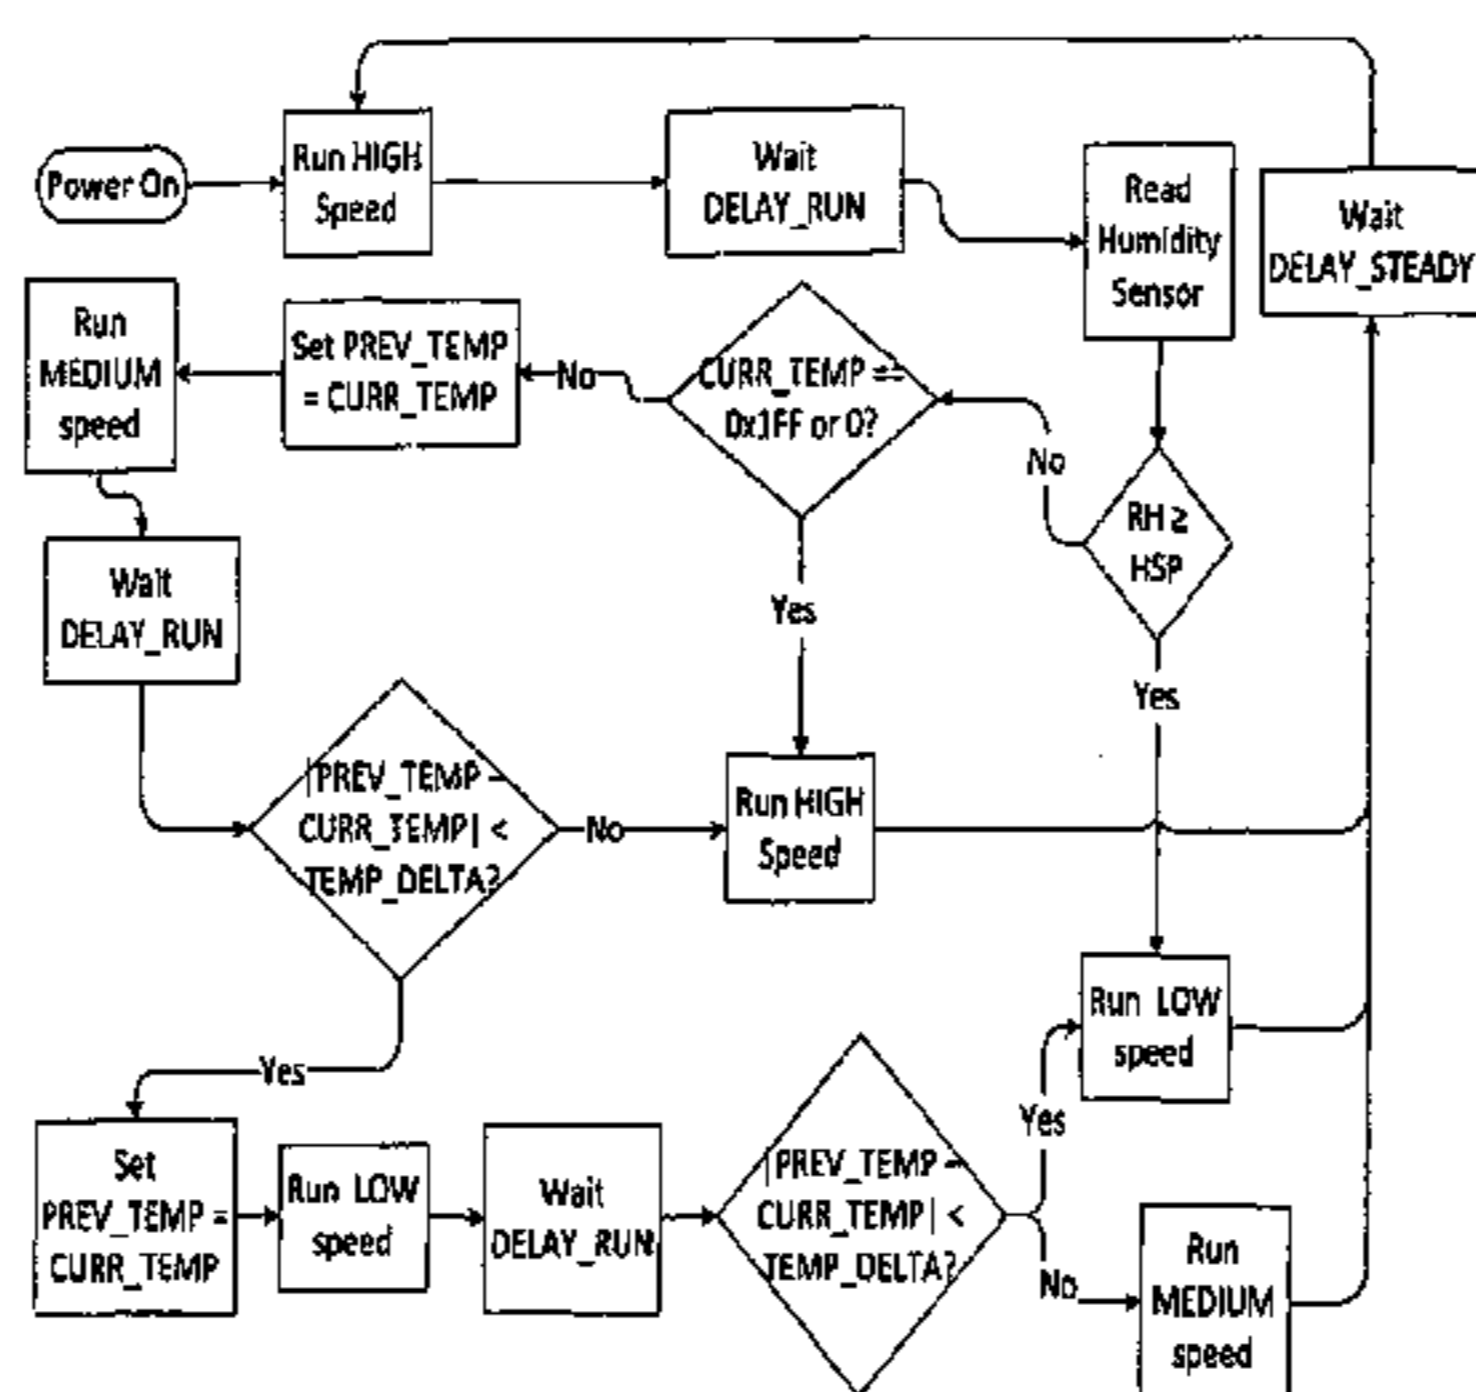 Power On
Run HIGH
Speed
Wait
DELAY_RUN
Read
Humidity
Sensor
Wait
DELAY_STEADY
Run
MEDIUM
speed
Set PREV_TEMP
= CURR_TEMP
No
CURR_TEMP ==
0x1FF or 0?
No
RH ≥
HSP
Wait
DELAY_RUN
Yes
Yes
|PREV_TEMP –
CURR_TEMP| <
TEMP_DELTA?
No
Run HIGH
Speed
Yes
Run LOW
speed
Set
PREV_TEMP =
CURR_TEMP
Run LOW
speed
Wait
DELAY_RUN
|PREV_TEMP –
CURR_TEMP| <
TEMP_DELTA?
Yes
No
Run
MEDIUM
speed